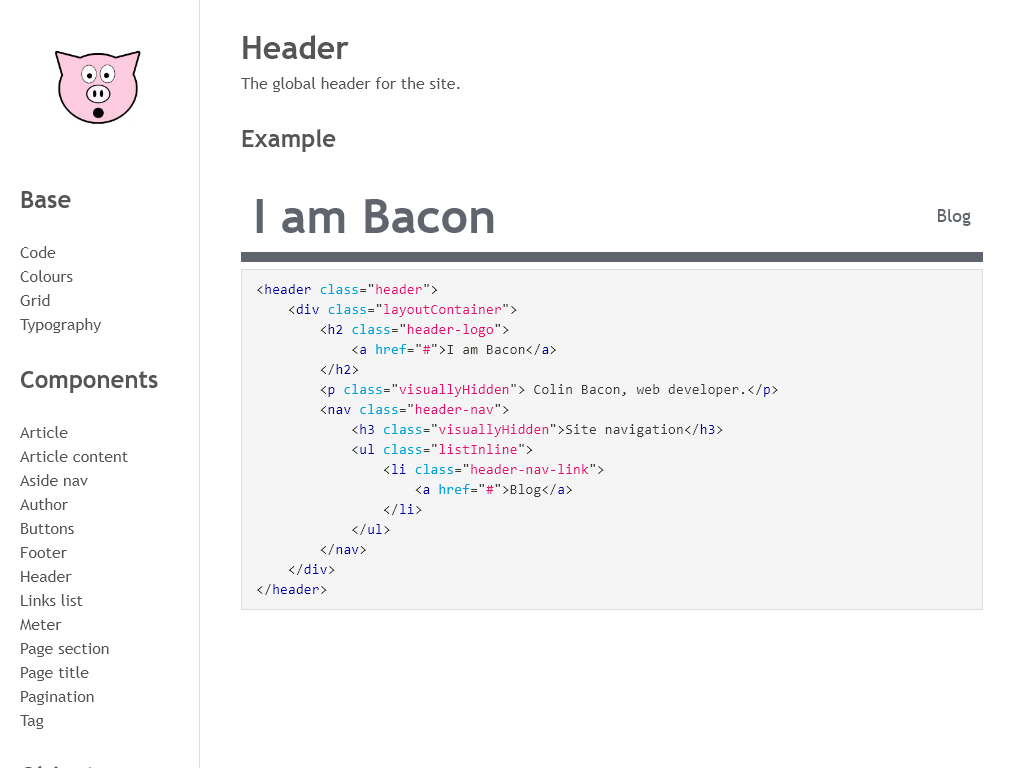 Base
Code
Colours
Grid
Typography
Components
Article
Article content
Aside nav
Author
Buttons
Footer
Header
Links list
Meter
Page section
Page title
Pagination
Tag
Header
The global header for the site.
Example
I am Bacon
Blog
<header class="header">
    <div class="layoutContainer">
        <h2 class="header-logo">
            <a href="#">I am Bacon</a>
        </h2>
        <p class="visuallyHidden"> Colin Bacon, web developer.</p>
        <nav class="header-nav">
            <h3 class="visuallyHidden">Site navigation</h3>
            <ul class="listInline">
                <li class="header-nav-link">
                    <a href="#">Blog</a>
                </li>
            </ul>
        </nav>
    </div>
</header>